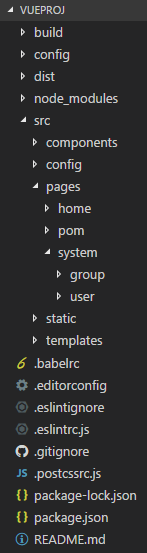 VUEPROJ
build
config
dist
node_modules
src
components
config
pages
home
pom
system
group
user
static
templates
.babelrc
.editorconfig
.eslintignore
.eslintrc.js
.gitignore
.postcssrc.js
package-lock.json
package.json
README.md